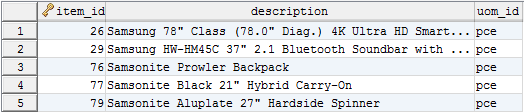 item_id description uom_id
1 26 Samsung 78" Class (78.0" Diag.) 4K Ultra HD Smart... pce
2 29 Samsung HW-HM45C 37" 2.1 Bluetooth Soundbar with ... pce
3 76 Samsonite Prowler Backpack pce
4 77 Samsonite Black 21" Hybrid Carry-On pce
5 79 Samsonite Aluplate 27" Hardside Spinner pce